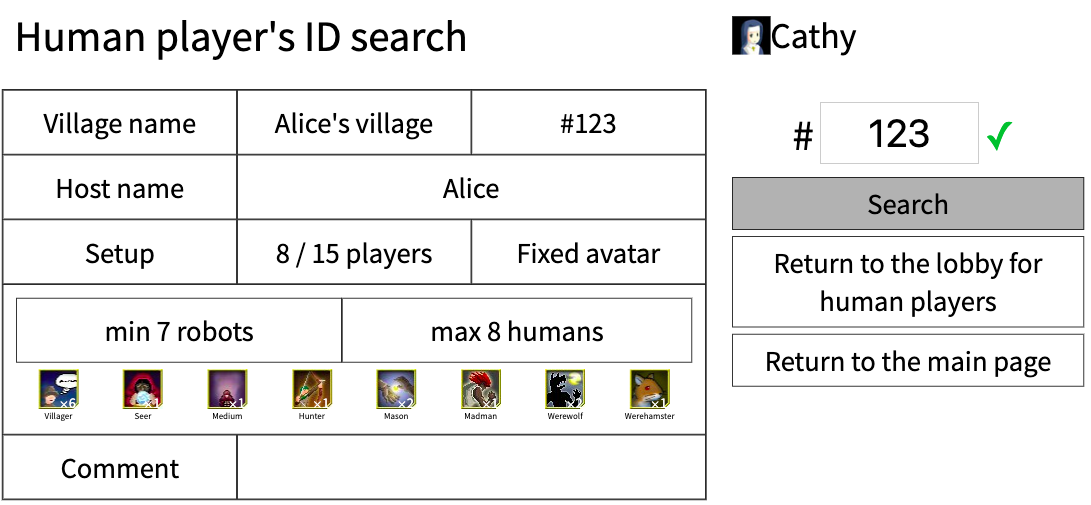 Human player's ID search
Cathy
Village name Alice's village #123
# 123
Host name Alice
Search
Setup 8 / 15 players Fixed avatar
Return to the lobby for
human players
min 7 robots max 8 humans
Return to the main page
×6 ×1 ×1 ×1 ×2 ×1 ×1
Villager Seer Medium Hunter Mason Madman Werewolf Werehamster
Comment